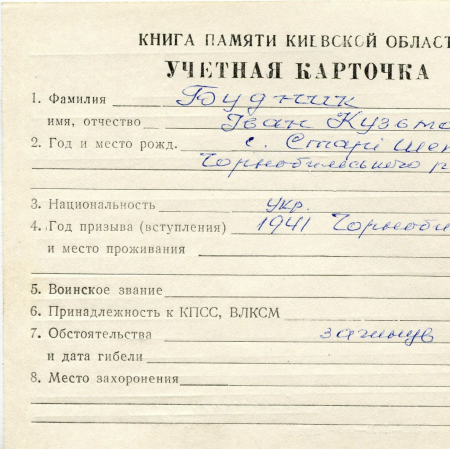 КНИГА ПАМЯТИ КИЕВСКОЙ ОБЛАСТ
УЧЕТНАЯ КАРТОЧКА
1. Фамилия Будник
имя, отчество Іван Кузьм
2. Год и место рожд. с. Старі Шеп
Чорнобильського р
3. Национальность укр.
4. Год призыва (вступления) 1941 Чорноби
и место проживания
5. Воинское звание
6. Принадлежность к КПСС, ВЛКСМ
7. Обстоятельства загинув
и дата гибели
8. Место захоронения